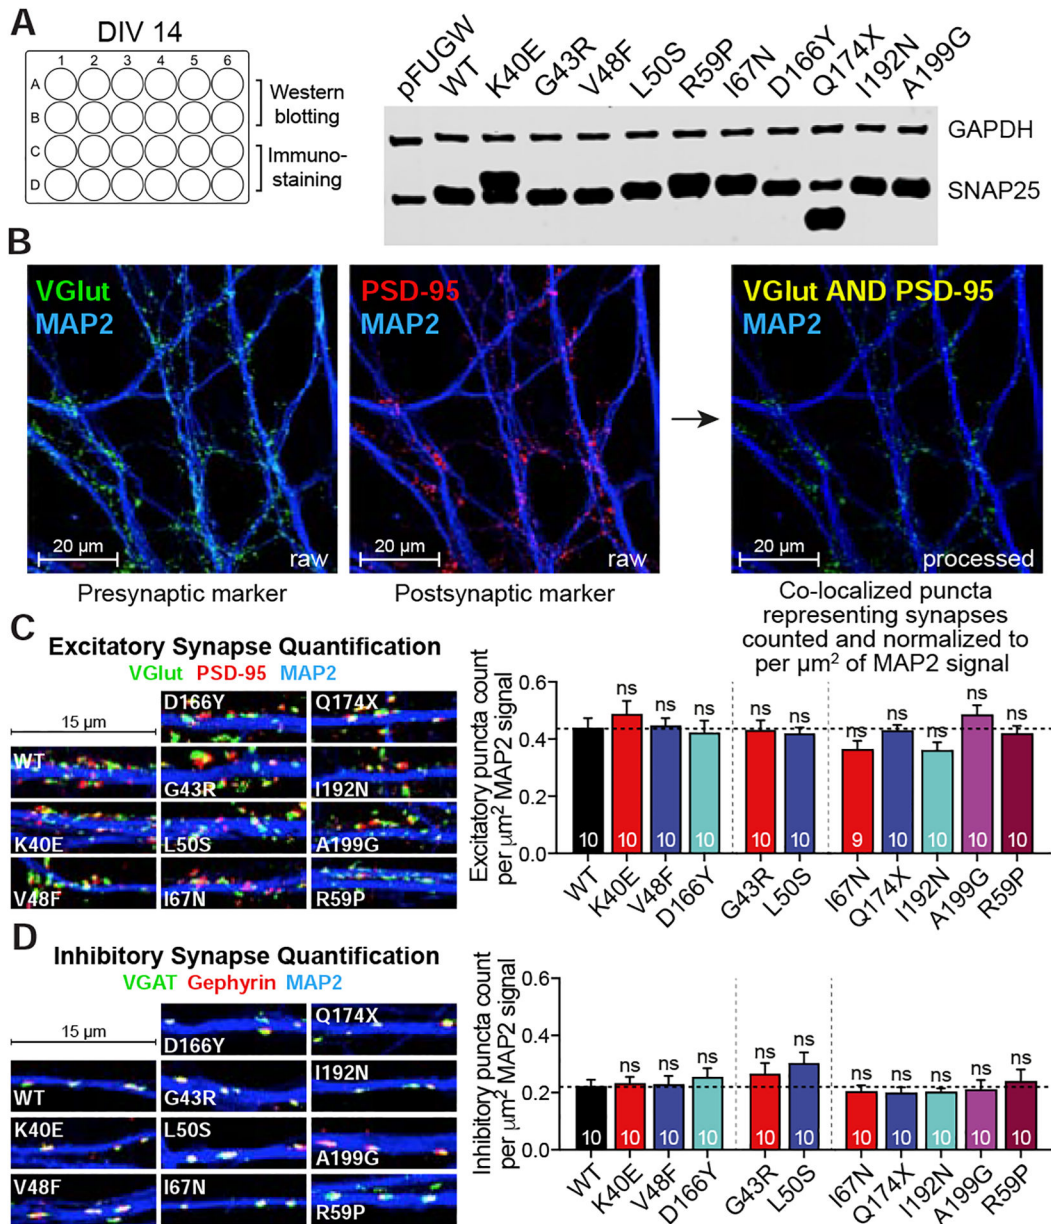 A
DIV 14
1 2 3 4 5 6
A
B
C
D
Western
blotting
Immuno-
staining
pFUGW WT K40E G43R V48F L50S R59P I67N D166Y Q174X I192N A199G
GAPDH
SNAP25
B
VGlut
MAP2
20 µm
raw
Presynaptic marker
PSD-95
MAP2
20 µm
raw
Postsynaptic marker
VGlut AND PSD-95
MAP2
20 µm
processed
Co-localized puncta
representing synapses
counted and normalized to
per µm² of MAP2 signal
C
Excitatory Synapse Quantification
VGlut PSD-95 MAP2
15 µm
D166Y
Q174X
WT
G43R
I192N
K40E
L50S
A199G
V48F
I67N
R59P
Excitatory puncta count
per µm² MAP2 signal
0.6
0.4
0.2
0.0
ns ns ns ns ns ns ns ns ns ns
10 10 10 10 10 10 9 10 10 10 10
WT K40E V48F D166Y G43R L50S I67N Q174X I192N A199G R59P
D
Inhibitory Synapse Quantification
VGAT Gephyrin MAP2
15 µm
D166Y
Q174X
WT
G43R
I192N
K40E
L50S
A199G
V48F
I67N
R59P
Inhibitory puncta count
per µm² MAP2 signal
0.6
0.4
0.2
0.0
ns ns ns ns ns ns ns ns ns ns
10 10 10 10 10 10 10 10 10 10 10
WT K40E V48F D166Y G43R L50S I67N Q174X I192N A199G R59P